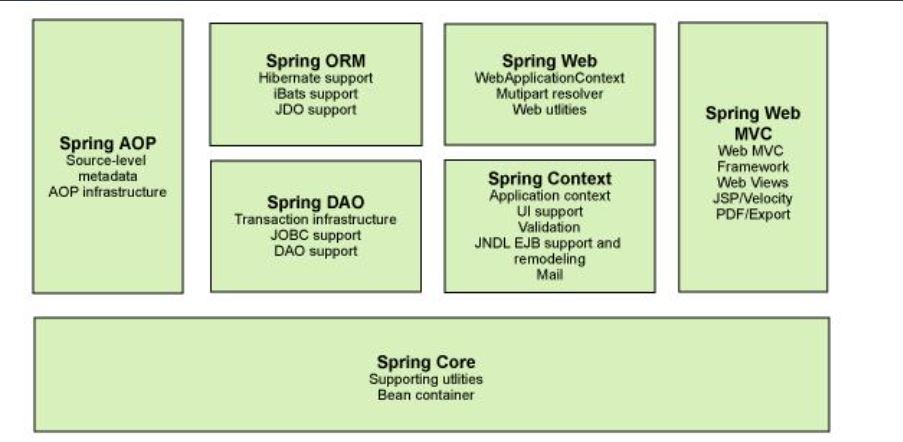 Spring AOP
Source-level
metadata
AOP infrastructure
Spring ORM
Hibernate support
iBats support
JDO support
Spring DAO
Transaction infrastructure
JOBC support
DAO support
Spring Web
WebApplicationContext
Mutipart resolver
Web utlities
Spring Context
Application context
UI support
Validation
JNDL EJB support and
remodeling
Mail
Spring Web
MVC
Web MVC
Framework
Web Views
JSP/Velocity
PDF/Export
Spring Core
Supporting utlities
Bean container